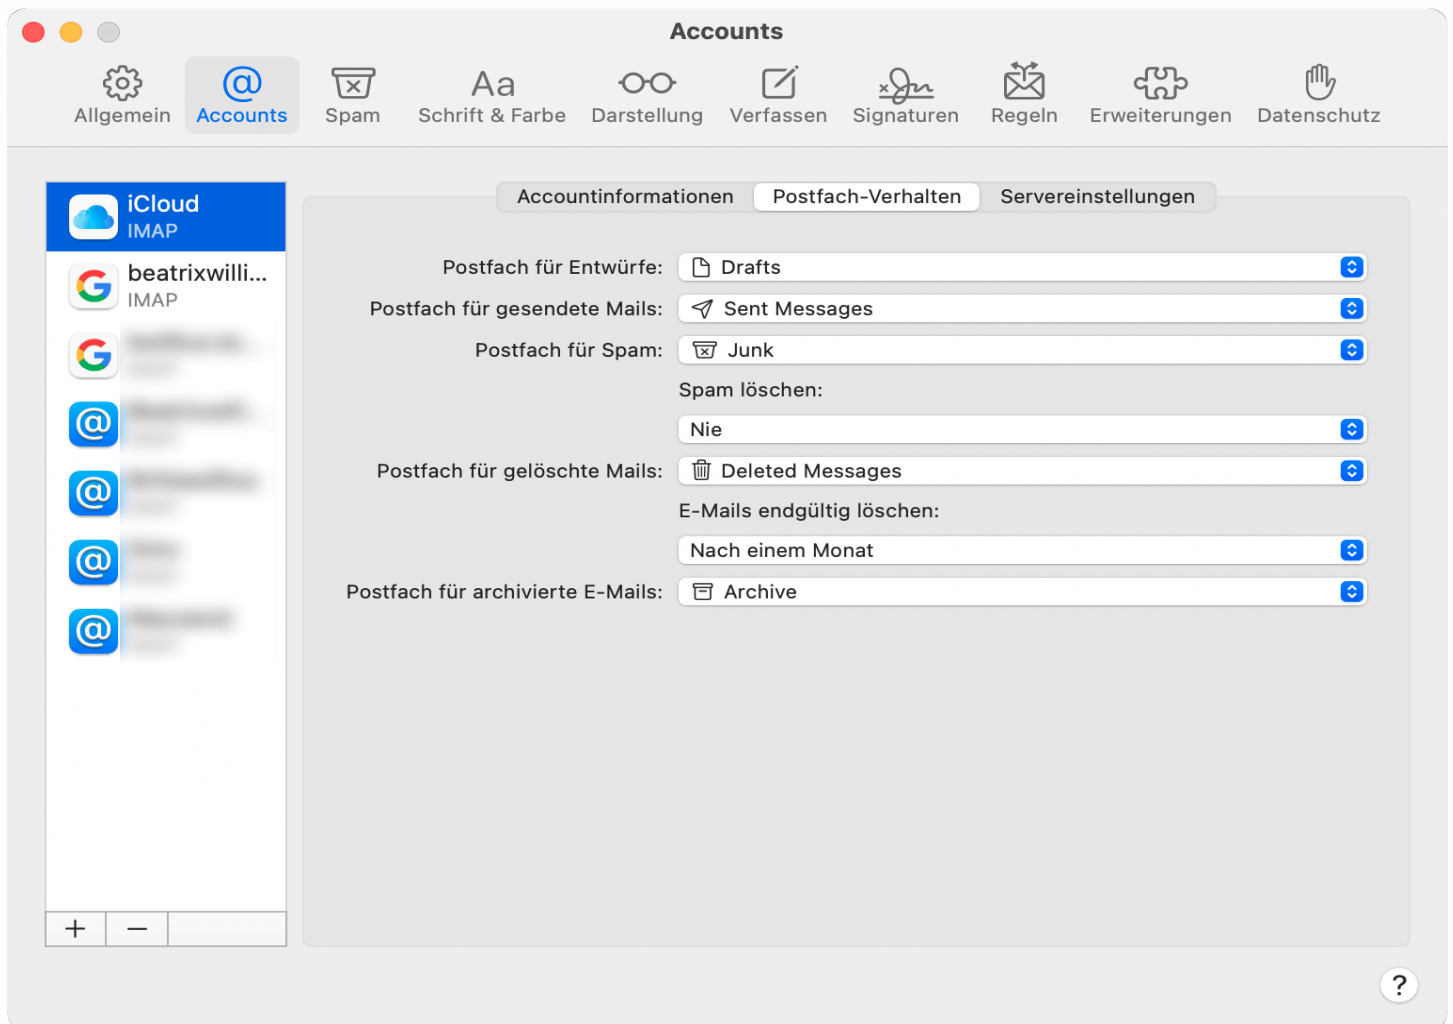 Accounts
Allgemein Accounts Spam Aa Schrift & Farbe Darstellung Verfassen Signaturen Regeln Erweiterungen Datenschutz
iCloud
IMAP
beatrixwilli...
IMAP
Accountinformationen Postfach-Verhalten Servereinstellungen
Postfach für Entwürfe: Drafts
Postfach für gesendete Mails: Sent Messages
Postfach für Spam: Junk
Spam löschen:
Nie
Postfach für gelöschte Mails: Deleted Messages
E-Mails endgültig löschen:
Nach einem Monat
Postfach für archivierte E-Mails: Archive
+ −
?